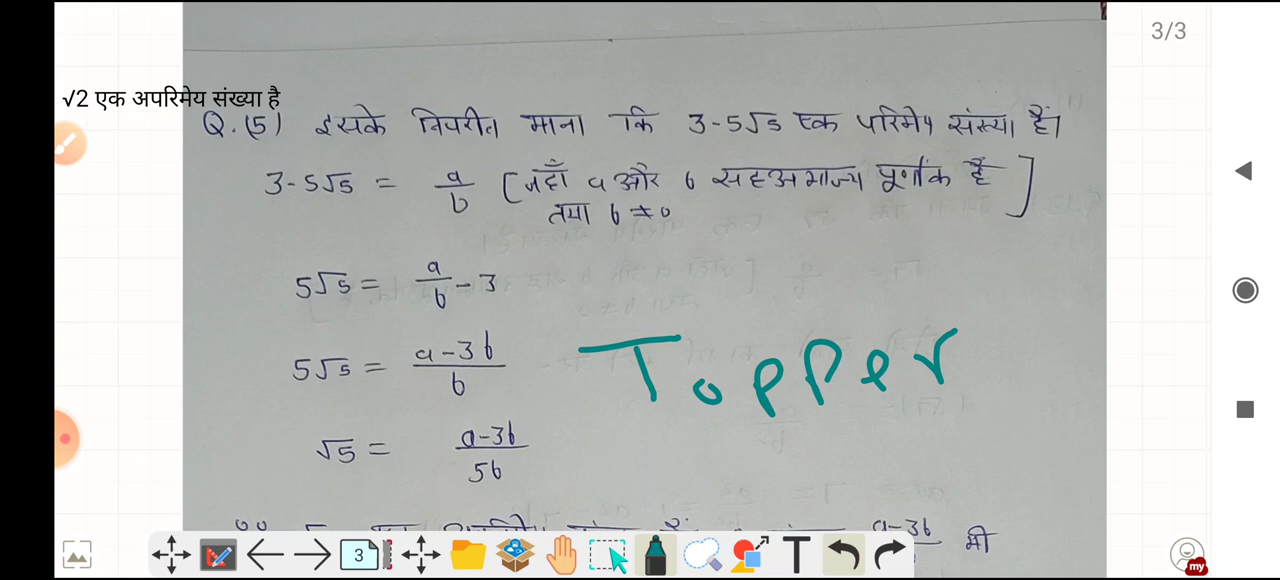 3/3
√2 एक अपरिमेय संख्या है
Q.(5) इसके विपरीत माना कि 3-5√5 एक परिमेय संख्या है।
3-5√5 = a/b [जहाँ a और b सहअभाज्य पूर्णांक हैं
तथा b ≠ 0]
5√5 = a/b - 3
5√5 = (a-3b)/b
Topper
√5 = (a-3b)/5b
a-3b भी
3
T
my